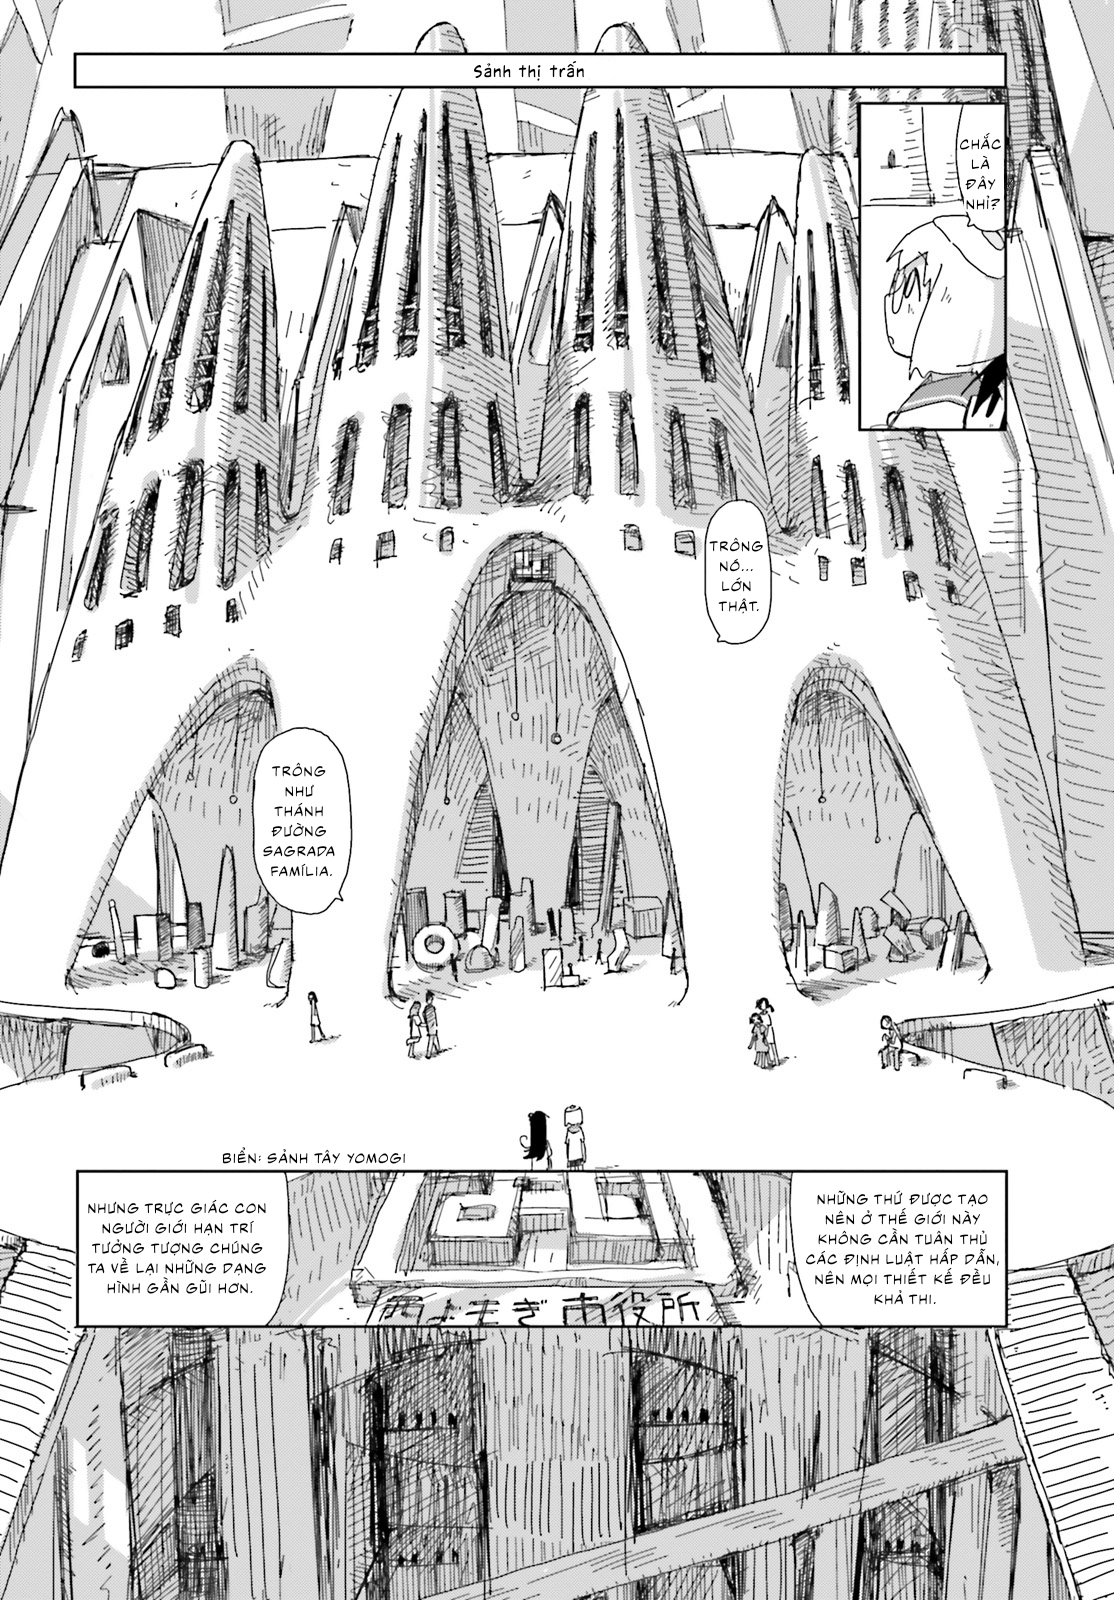 Sảnh thị trấn
CHẮC
LÀ
ĐÂY
NHỈ?
TRÔNG
NÓ...
LỚN
THẬT.
TRÔNG
NHƯ
THÁNH
ĐƯỜNG
SAGRADA
FAMÍLIA.
BIỂN: SẢNH TÂY YOMOGI
NHỮNG THỨ ĐƯỢC TẠO
NÊN Ở THẾ GIỚI NÀY
KHÔNG CẦN TUÂN THỦ
CÁC ĐỊNH LUẬT HẤP DẪN,
NÊN MỌI THIẾT KẾ ĐỀU
KHẢ THI.
NHƯNG TRỰC GIÁC CON
NGƯỜI GIỚI HẠN TRÍ
TƯỞNG TƯỢNG CHÚNG
TA VỀ LẠI NHỮNG DẠNG
HÌNH GẦN GŨI HƠN.
西よもぎ市役所